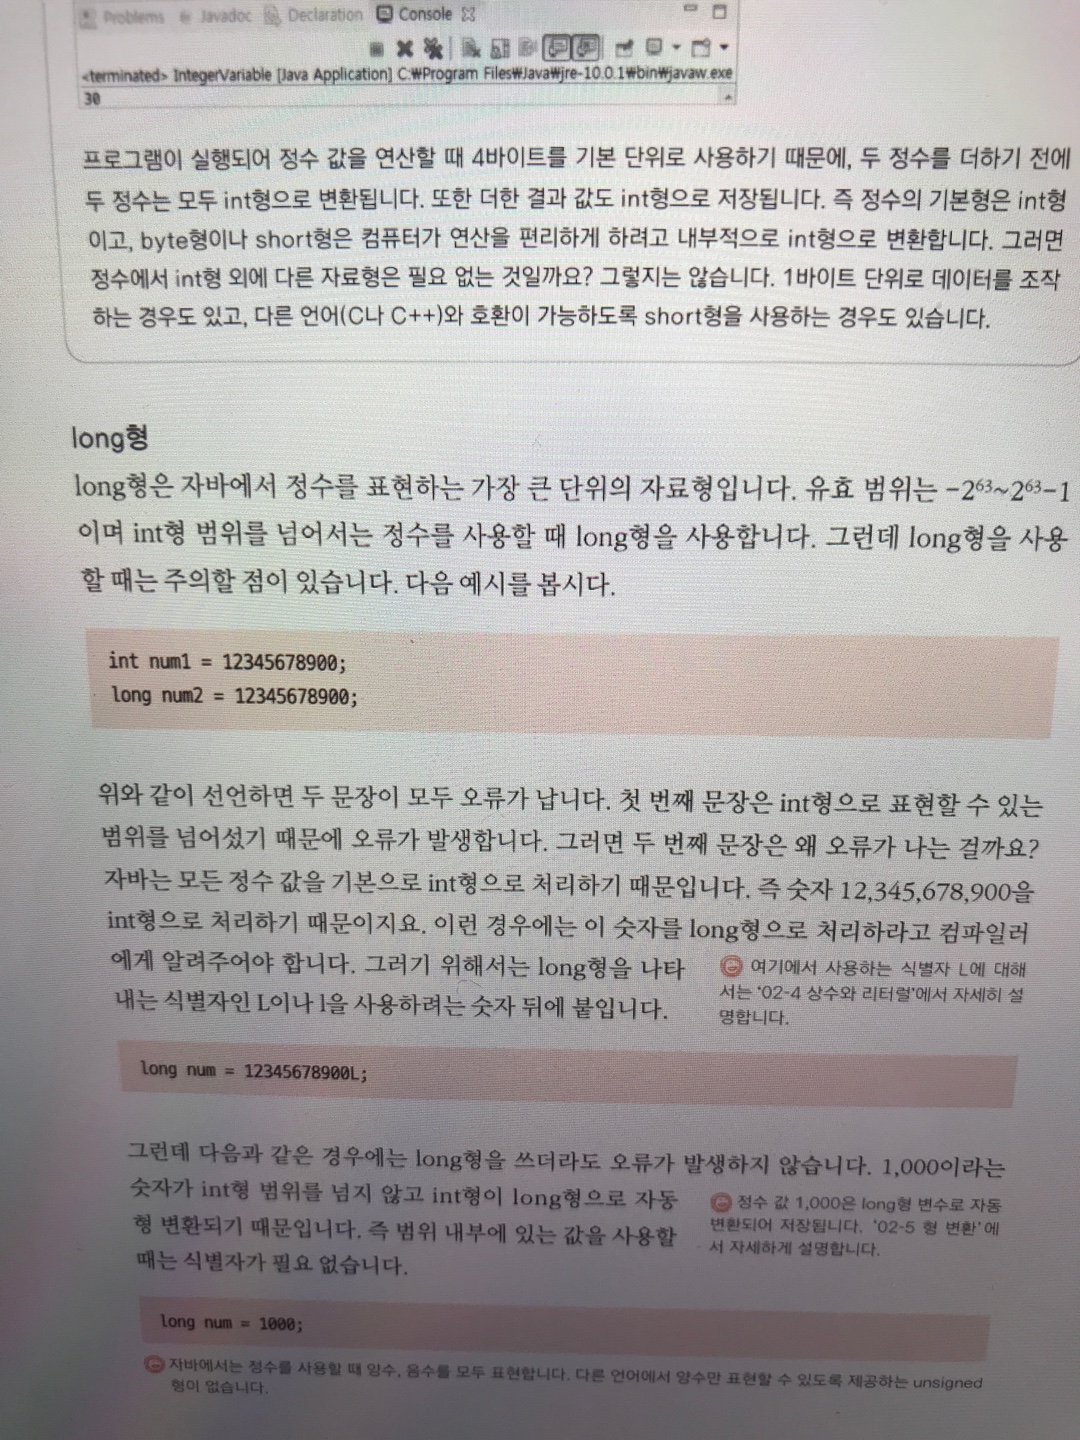 Problems Javadoc Declaration Console
<terminated> IntegerVariable [Java Application] C:₩Program Files₩Java₩jre-10.0.1₩bin₩javaw.exe
30
프로그램이 실행되어 정수 값을 연산할 때 4바이트를 기본 단위로 사용하기 때문에, 두 정수를 더하기 전에
두 정수는 모두 int형으로 변환됩니다. 또한 더한 결과 값도 int형으로 저장됩니다. 즉 정수의 기본형은 int형
이고, byte형이나 short형은 컴퓨터가 연산을 편리하게 하려고 내부적으로 int형으로 변환합니다. 그러면
정수에서 int형 외에 다른 자료형은 필요 없는 것일까요? 그렇지는 않습니다. 1바이트 단위로 데이터를 조작
하는 경우도 있고, 다른 언어(C나 C++)와 호환이 가능하도록 short형을 사용하는 경우도 있습니다.
long형
long형은 자바에서 정수를 표현하는 가장 큰 단위의 자료형입니다. 유효 범위는 -2⁶³~2⁶³-1
이며 int형 범위를 넘어서는 정수를 사용할 때 long형을 사용합니다. 그런데 long형을 사용
할 때는 주의할 점이 있습니다. 다음 예시를 봅시다.
int num1 = 12345678900;
long num2 = 12345678900;
위와 같이 선언하면 두 문장이 모두 오류가 납니다. 첫 번째 문장은 int형으로 표현할 수 있는
범위를 넘어섰기 때문에 오류가 발생합니다. 그러면 두 번째 문장은 왜 오류가 나는 걸까요?
자바는 모든 정수 값을 기본으로 int형으로 처리하기 때문입니다. 즉 숫자 12,345,678,900을
int형으로 처리하기 때문이지요. 이런 경우에는 이 숫자를 long형으로 처리하라고 컴파일러
에게 알려주어야 합니다. 그러기 위해서는 long형을 나타
내는 식별자인 L이나 l을 사용하려는 숫자 뒤에 붙입니다.
여기에서 사용하는 식별자 L에 대해
서는 '02-4 상수와 리터럴'에서 자세히 설
명합니다.
long num = 12345678900L;
그런데 다음과 같은 경우에는 long형을 쓰더라도 오류가 발생하지 않습니다. 1,000이라는
숫자가 int형 범위를 넘지 않고 int형이 long형으로 자동
형 변환되기 때문입니다. 즉 범위 내부에 있는 값을 사용할
때는 식별자가 필요 없습니다.
정수 값 1,000은 long형 변수로 자동
변환되어 저장됩니다. '02-5 형 변환'에
서 자세하게 설명합니다.
long num = 1000;
자바에서는 정수를 사용할 때 양수, 음수를 모두 표현합니다. 다른 언어에서 양수만 표현할 수 있도록 제공하는 unsigned
형이 없습니다.